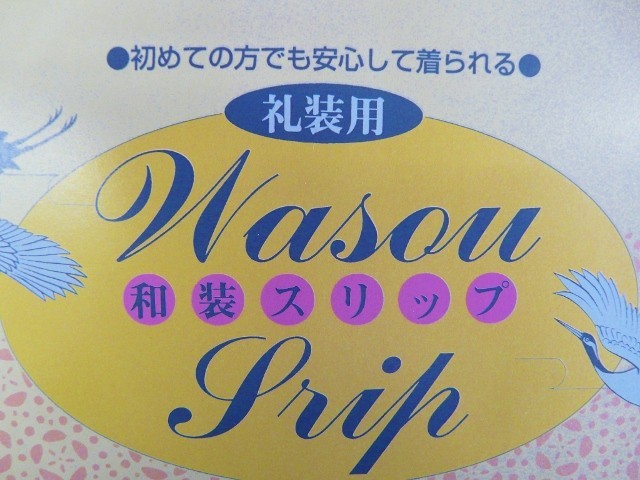 ●初めての方でも安心して着られる●
礼装用
Wasou
和装スリップ
Srip